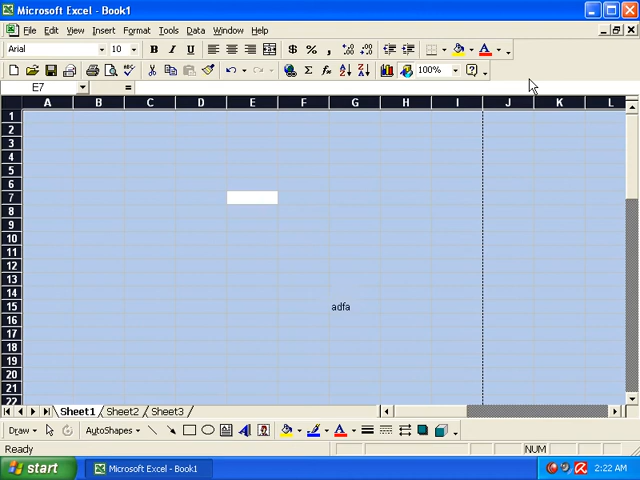 Microsoft Excel - Book1
File Edit View Insert Format Tools Data Window Help
Arial 10 B I U $ % ,
Σ f× 100% ?
E7 =
A B C D E F G H I J K L
1
2
3
4
5
6
7
8
9
10
11
12
13
14
15 adfa
16
17
18
19
20
21
22
Sheet1 Sheet2 Sheet3
Draw AutoShapes A A
Ready NUM
start Microsoft Excel - Book1 2:22 AM